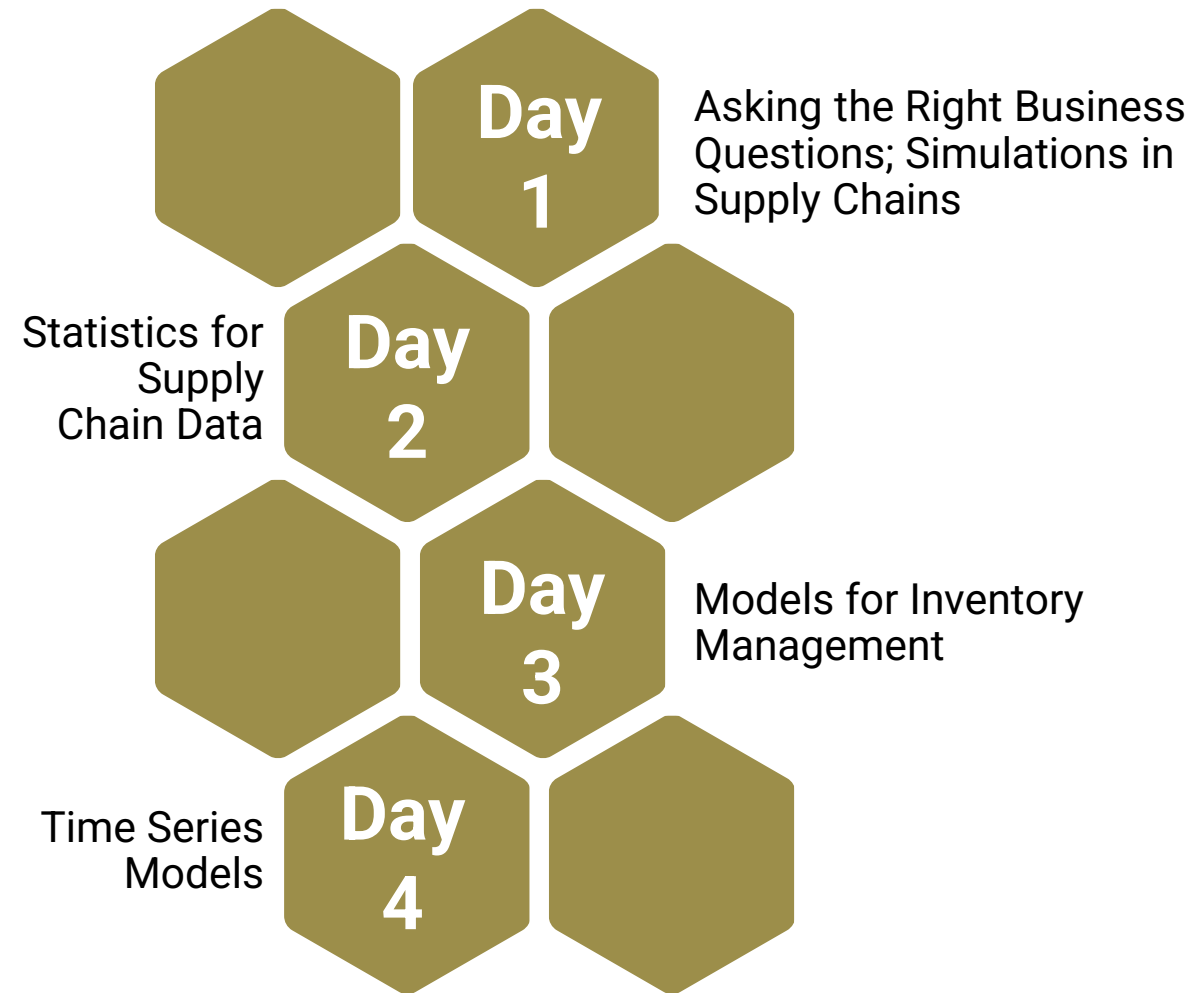 Day
1
Asking the Right Business
Questions; Simulations in
Supply Chains
Statistics for
Supply
Chain Data
Day
2
Day
3
Models for Inventory
Management
Time Series
Models
Day
4